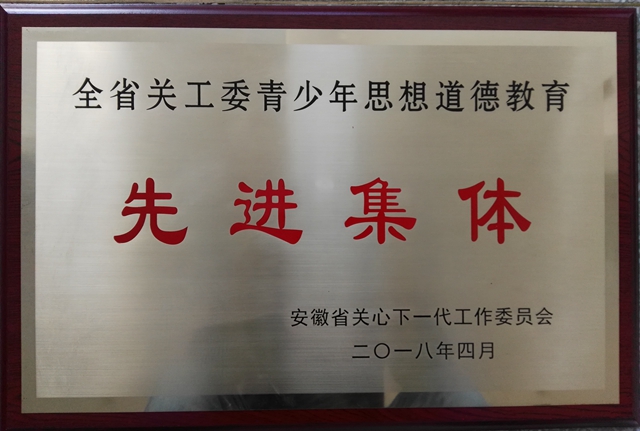 全省关工委青少年思想道德教育
先进集体
安徽省关心下一代工作委员会
二〇一八年四月